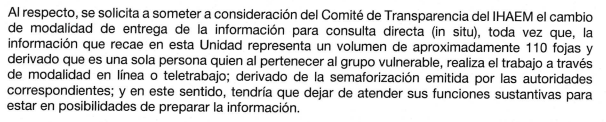 Al respecto, se solicita a someter a consideración del Comité de Transparencia del IHAEM el cambio
de modalidad de entrega de la información para consulta directa (in situ), toda vez que, la
información que recae en esta Unidad representa un volumen de aproximadamente 110 fojas y
derivado que es una sola persona quien al pertenecer al grupo vulnerable, realiza el trabajo a través
de modalidad en línea o teletrabajo; derivado de la semaforización emitida por las autoridades
correspondientes; y en este sentido, tendría que dejar de atender sus funciones sustantivas para
estar en posibilidades de preparar la información.